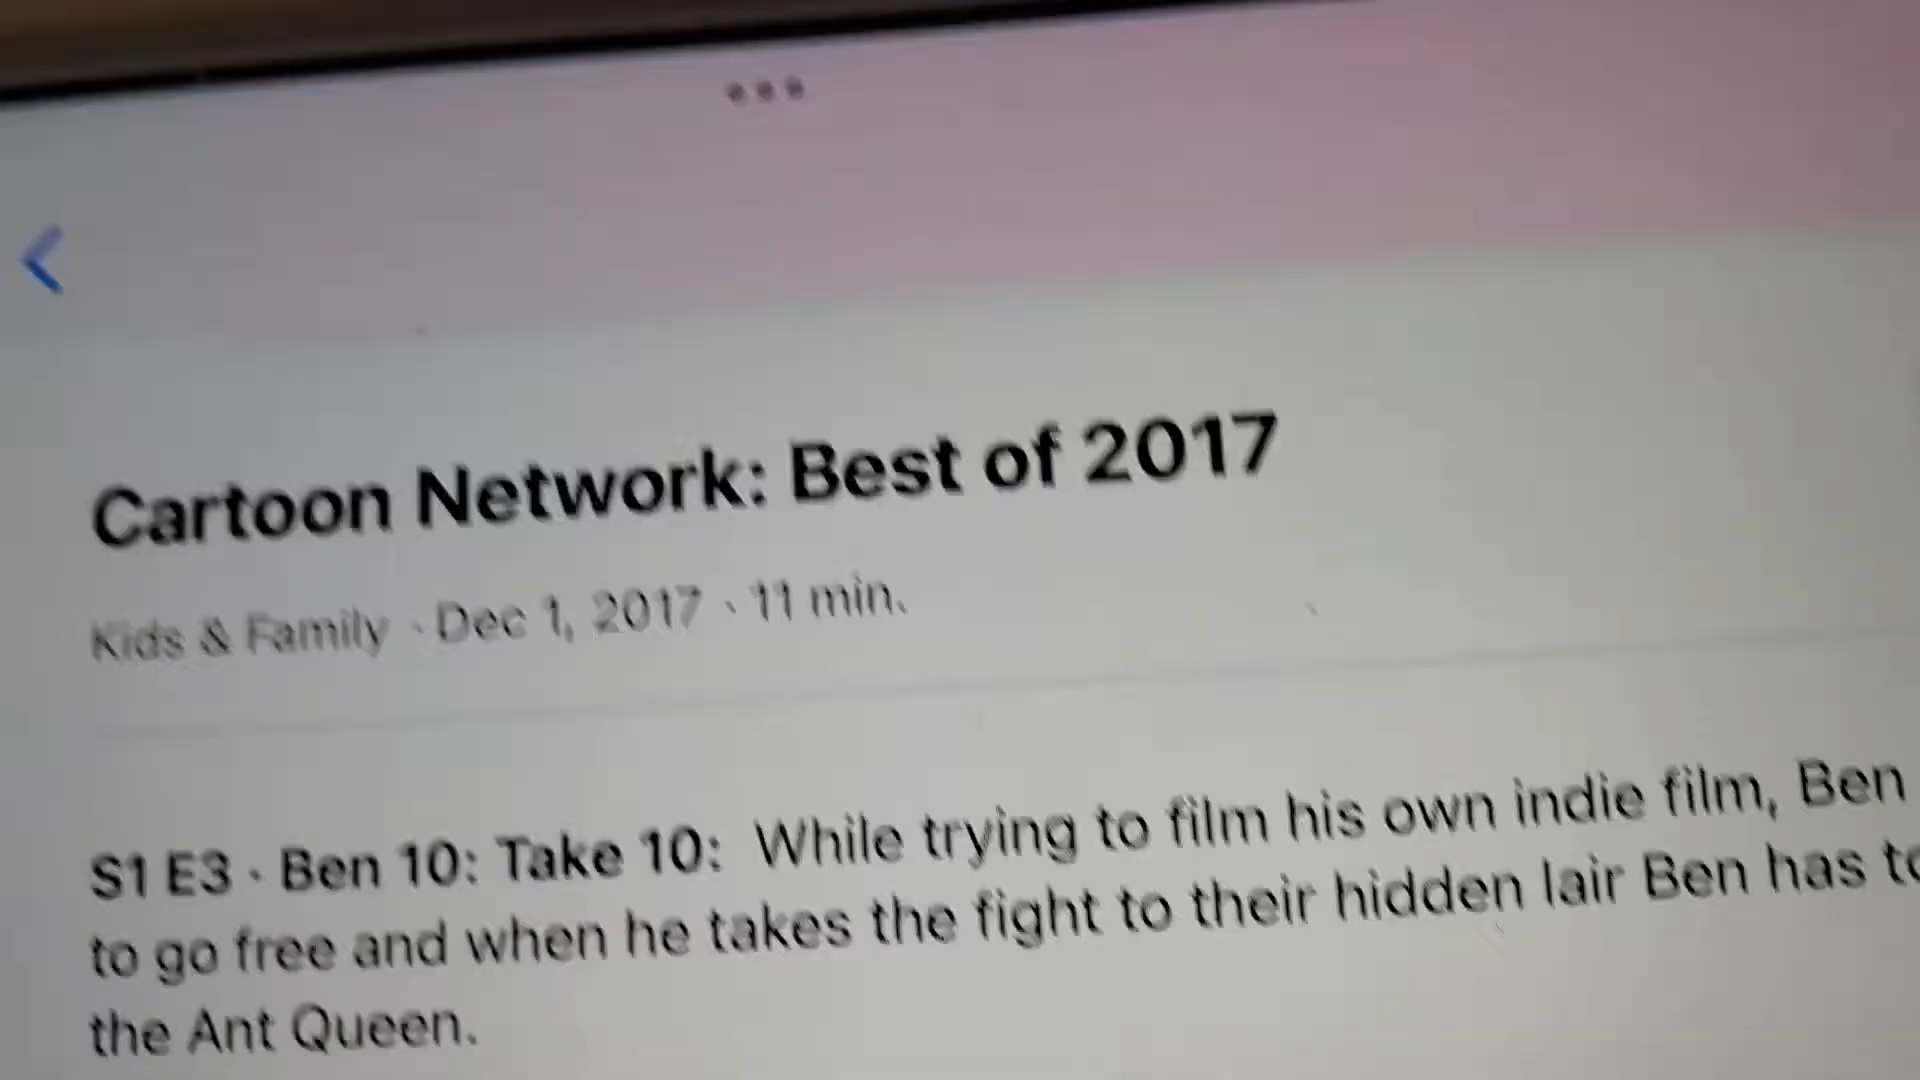 Cartoon Network: Best of 2017
Kids & Family · Dec 1, 2017 · 11 min.
S1 E3 · Ben 10: Take 10: While trying to film his own indie film, Ben
to go free and when he takes the fight to their hidden lair Ben has to
the Ant Queen.